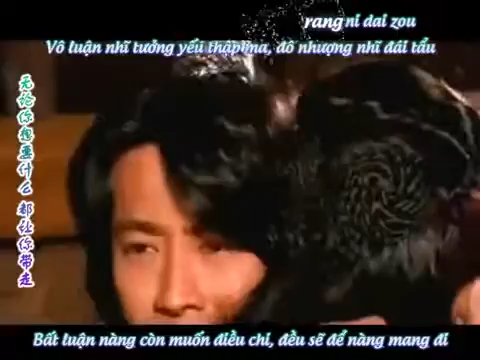 rang ni dai zou
Vô luận nhĩ tưởng yếu thập ma, đô nhượng nhĩ đái tẩu
无论你想要什么 都让你带走
Bất luận nàng còn muốn điều chi, đều sẽ để nàng mang đi